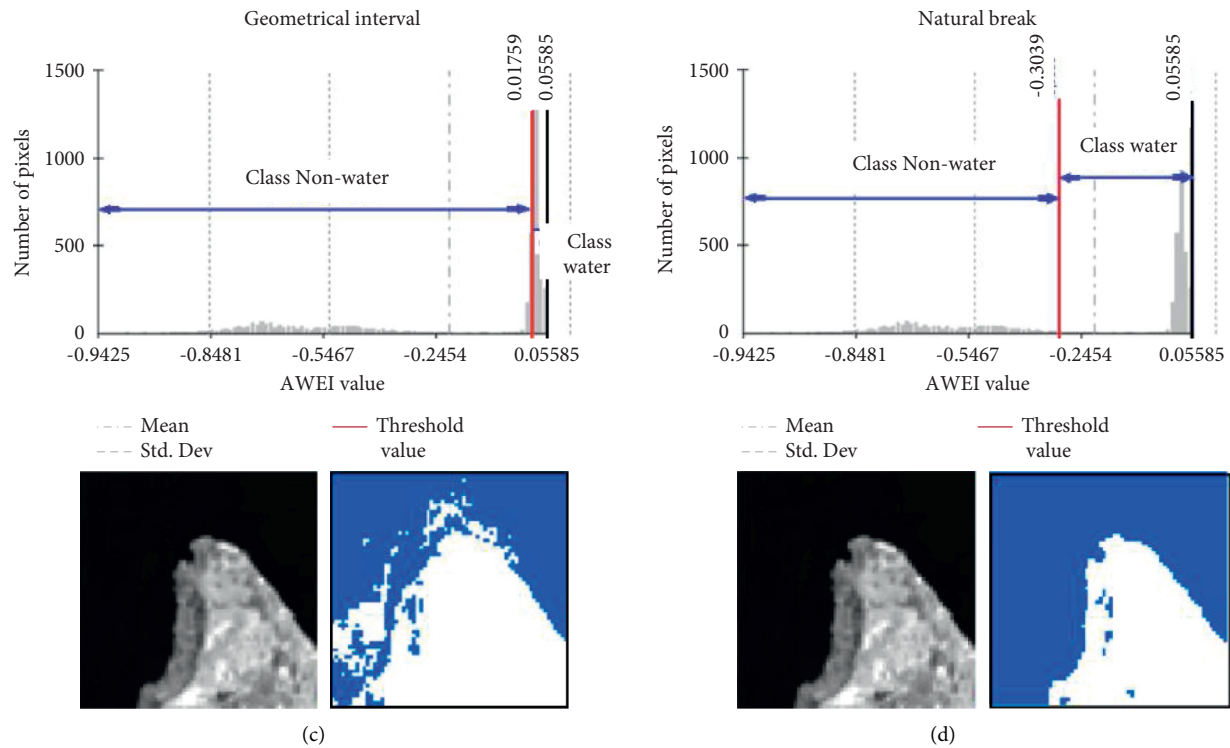 Geometrical interval
0.01759
0.05585
1500
1000
500
0
Number of pixels
Class Non-water
Class
water
-0.9425 -0.8481 -0.5467 -0.2454 0.05585
AWEI value
Mean
Std. Dev
Threshold
value
(c)
Natural break
-0.3039
0.05585
1500
1000
500
0
Number of pixels
Class Non-water
Class water
-0.9425 -0.8481 -0.5467 -0.2454 0.05585
AWEI value
Mean
Std. Dev
Threshold
value
(d)